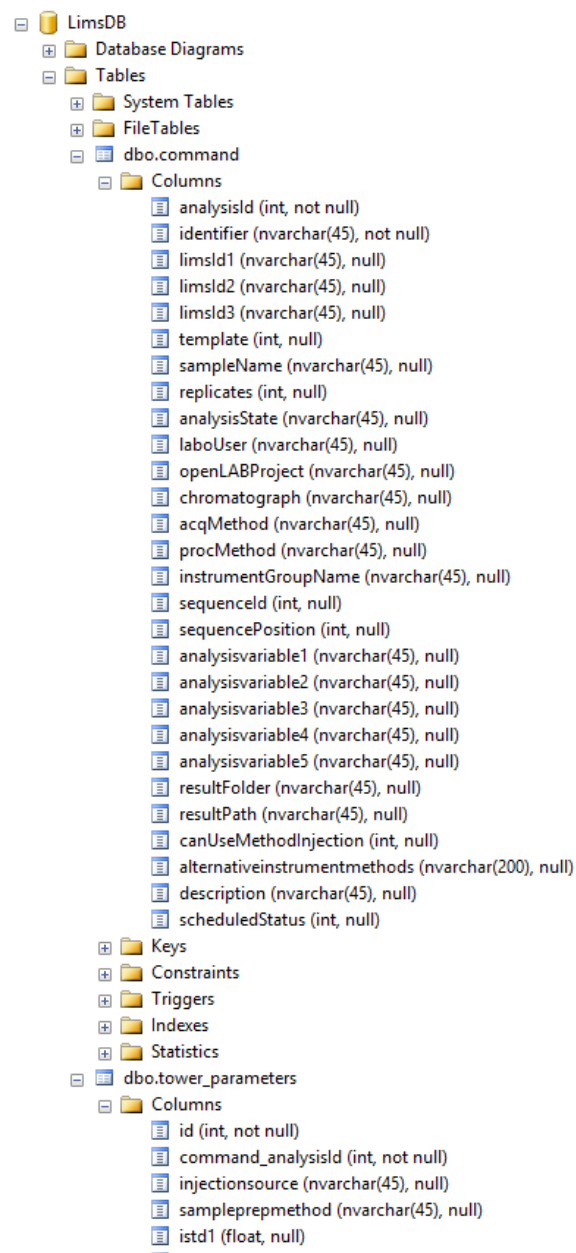 LimsDB
Database Diagrams
Tables
System Tables
FileTables
dbo.command
Columns
analysisId (int, not null)
identifier (nvarchar(45), not null)
limsId1 (nvarchar(45), null)
limsId2 (nvarchar(45), null)
limsId3 (nvarchar(45), null)
template (int, null)
sampleName (nvarchar(45), null)
replicates (int, null)
analysisState (nvarchar(45), null)
laboUser (nvarchar(45), null)
openLABProject (nvarchar(45), null)
chromatograph (nvarchar(45), null)
acqMethod (nvarchar(45), null)
procMethod (nvarchar(45), null)
instrumentGroupName (nvarchar(45), null)
sequenceId (int, null)
sequencePosition (int, null)
analysisvariable1 (nvarchar(45), null)
analysisvariable2 (nvarchar(45), null)
analysisvariable3 (nvarchar(45), null)
analysisvariable4 (nvarchar(45), null)
analysisvariable5 (nvarchar(45), null)
resultFolder (nvarchar(45), null)
resultPath (nvarchar(45), null)
canUseMethodInjection (int, null)
alternativeinstrumentmethods (nvarchar(200), null)
description (nvarchar(45), null)
scheduledStatus (int, null)
Keys
Constraints
Triggers
Indexes
Statistics
dbo.tower_parameters
Columns
id (int, not null)
command_analysisId (int, not null)
injectionsource (nvarchar(45), null)
sampleprepmethod (nvarchar(45), null)
istd1 (float, null)